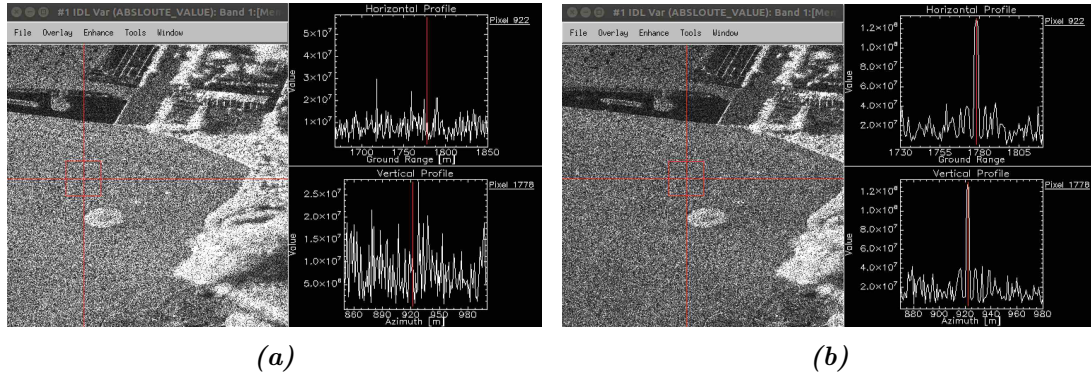 #1 IDL Var (ABSLOUTE_VALUE): Band 1:[Mem
File Overlay Enhance Tools Window
Horizontal Profile
Pixel 922
5×10⁷
4×10⁷
3×10⁷
2×10⁷
1×10⁷
Value
1700 1750 1800 1850
Ground Range [m]
Vertical Profile
Pixel 1778
2.5×10⁷
2.0×10⁷
1.5×10⁷
1.0×10⁷
5.0×10⁶
Value
860 890 920 950 980
Azimuth [m]
(a)
#1 IDL Var (ABSLOUTE_VALUE): Band 1:[Mem
File Overlay Enhance Tools Window
Horizontal Profile
Pixel 922
1.2×10⁸
1.0×10⁸
8.0×10⁷
6.0×10⁷
4.0×10⁷
2.0×10⁷
Value
1730 1755 1780 1805
Ground Range
Vertical Profile
Pixel 1778
1.2×10⁸
1.0×10⁸
8.0×10⁷
6.0×10⁷
4.0×10⁷
2.0×10⁷
Value
880 900 920 940 960 980
Azimuth [m]
(b)